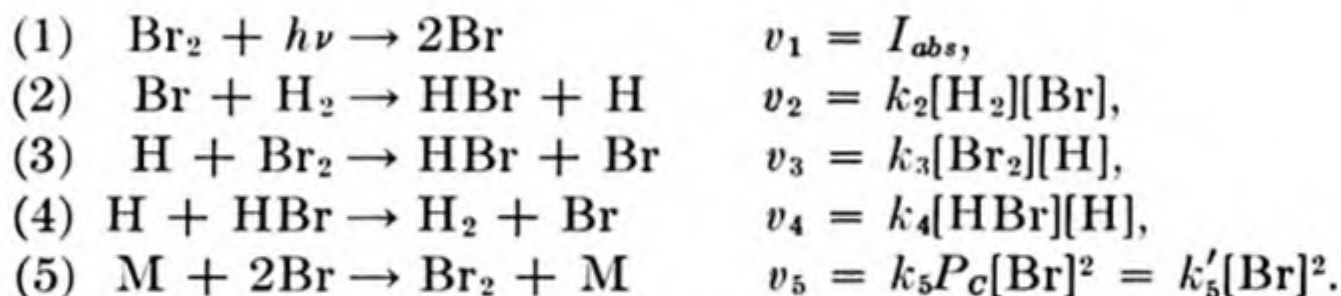 (1) Br₂ + hν → 2Br v₁ = I_abs,
(2) Br + H₂ → HBr + H v₂ = k₂[H₂][Br],
(3) H + Br₂ → HBr + Br v₃ = k₃[Br₂][H],
(4) H + HBr → H₂ + Br v₄ = k₄[HBr][H],
(5) M + 2Br → Br₂ + M v₅ = k₅P_C[Br]² = k′₅[Br]².